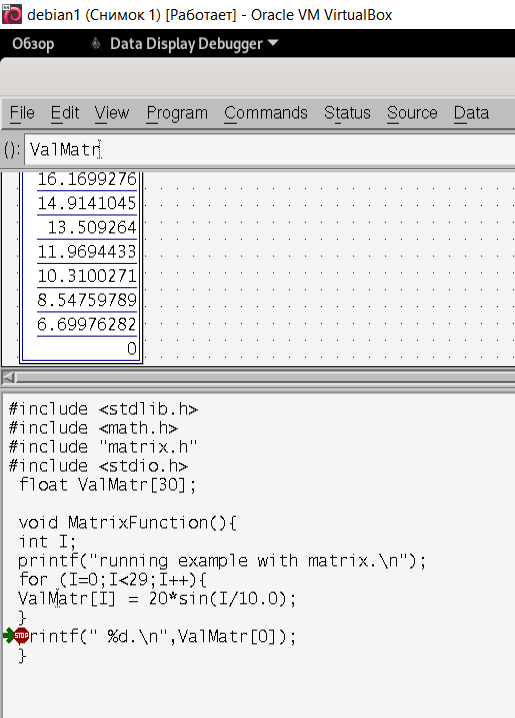 debian1 (Снимок 1) [Работает] - Oracle VM VirtualBox
Обзор Data Display Debugger
File Edit View Program Commands Status Source Data
(): ValMatr
16.1699276
14.9141045
13.509264
11.9694433
10.3100271
8.54759789
6.69976282
0
#include <stdlib.h>
#include <math.h>
#include "matrix.h"
#include <stdio.h>
float ValMatr[30];
void MatrixFunction(){
int I;
printf("running example with matrix.\n");
for (I=0;I<29;I++){
ValMatr[I] = 20*sin(I/10.0);
}
STOP rintf(" %d.\n",ValMatr[0]);
}